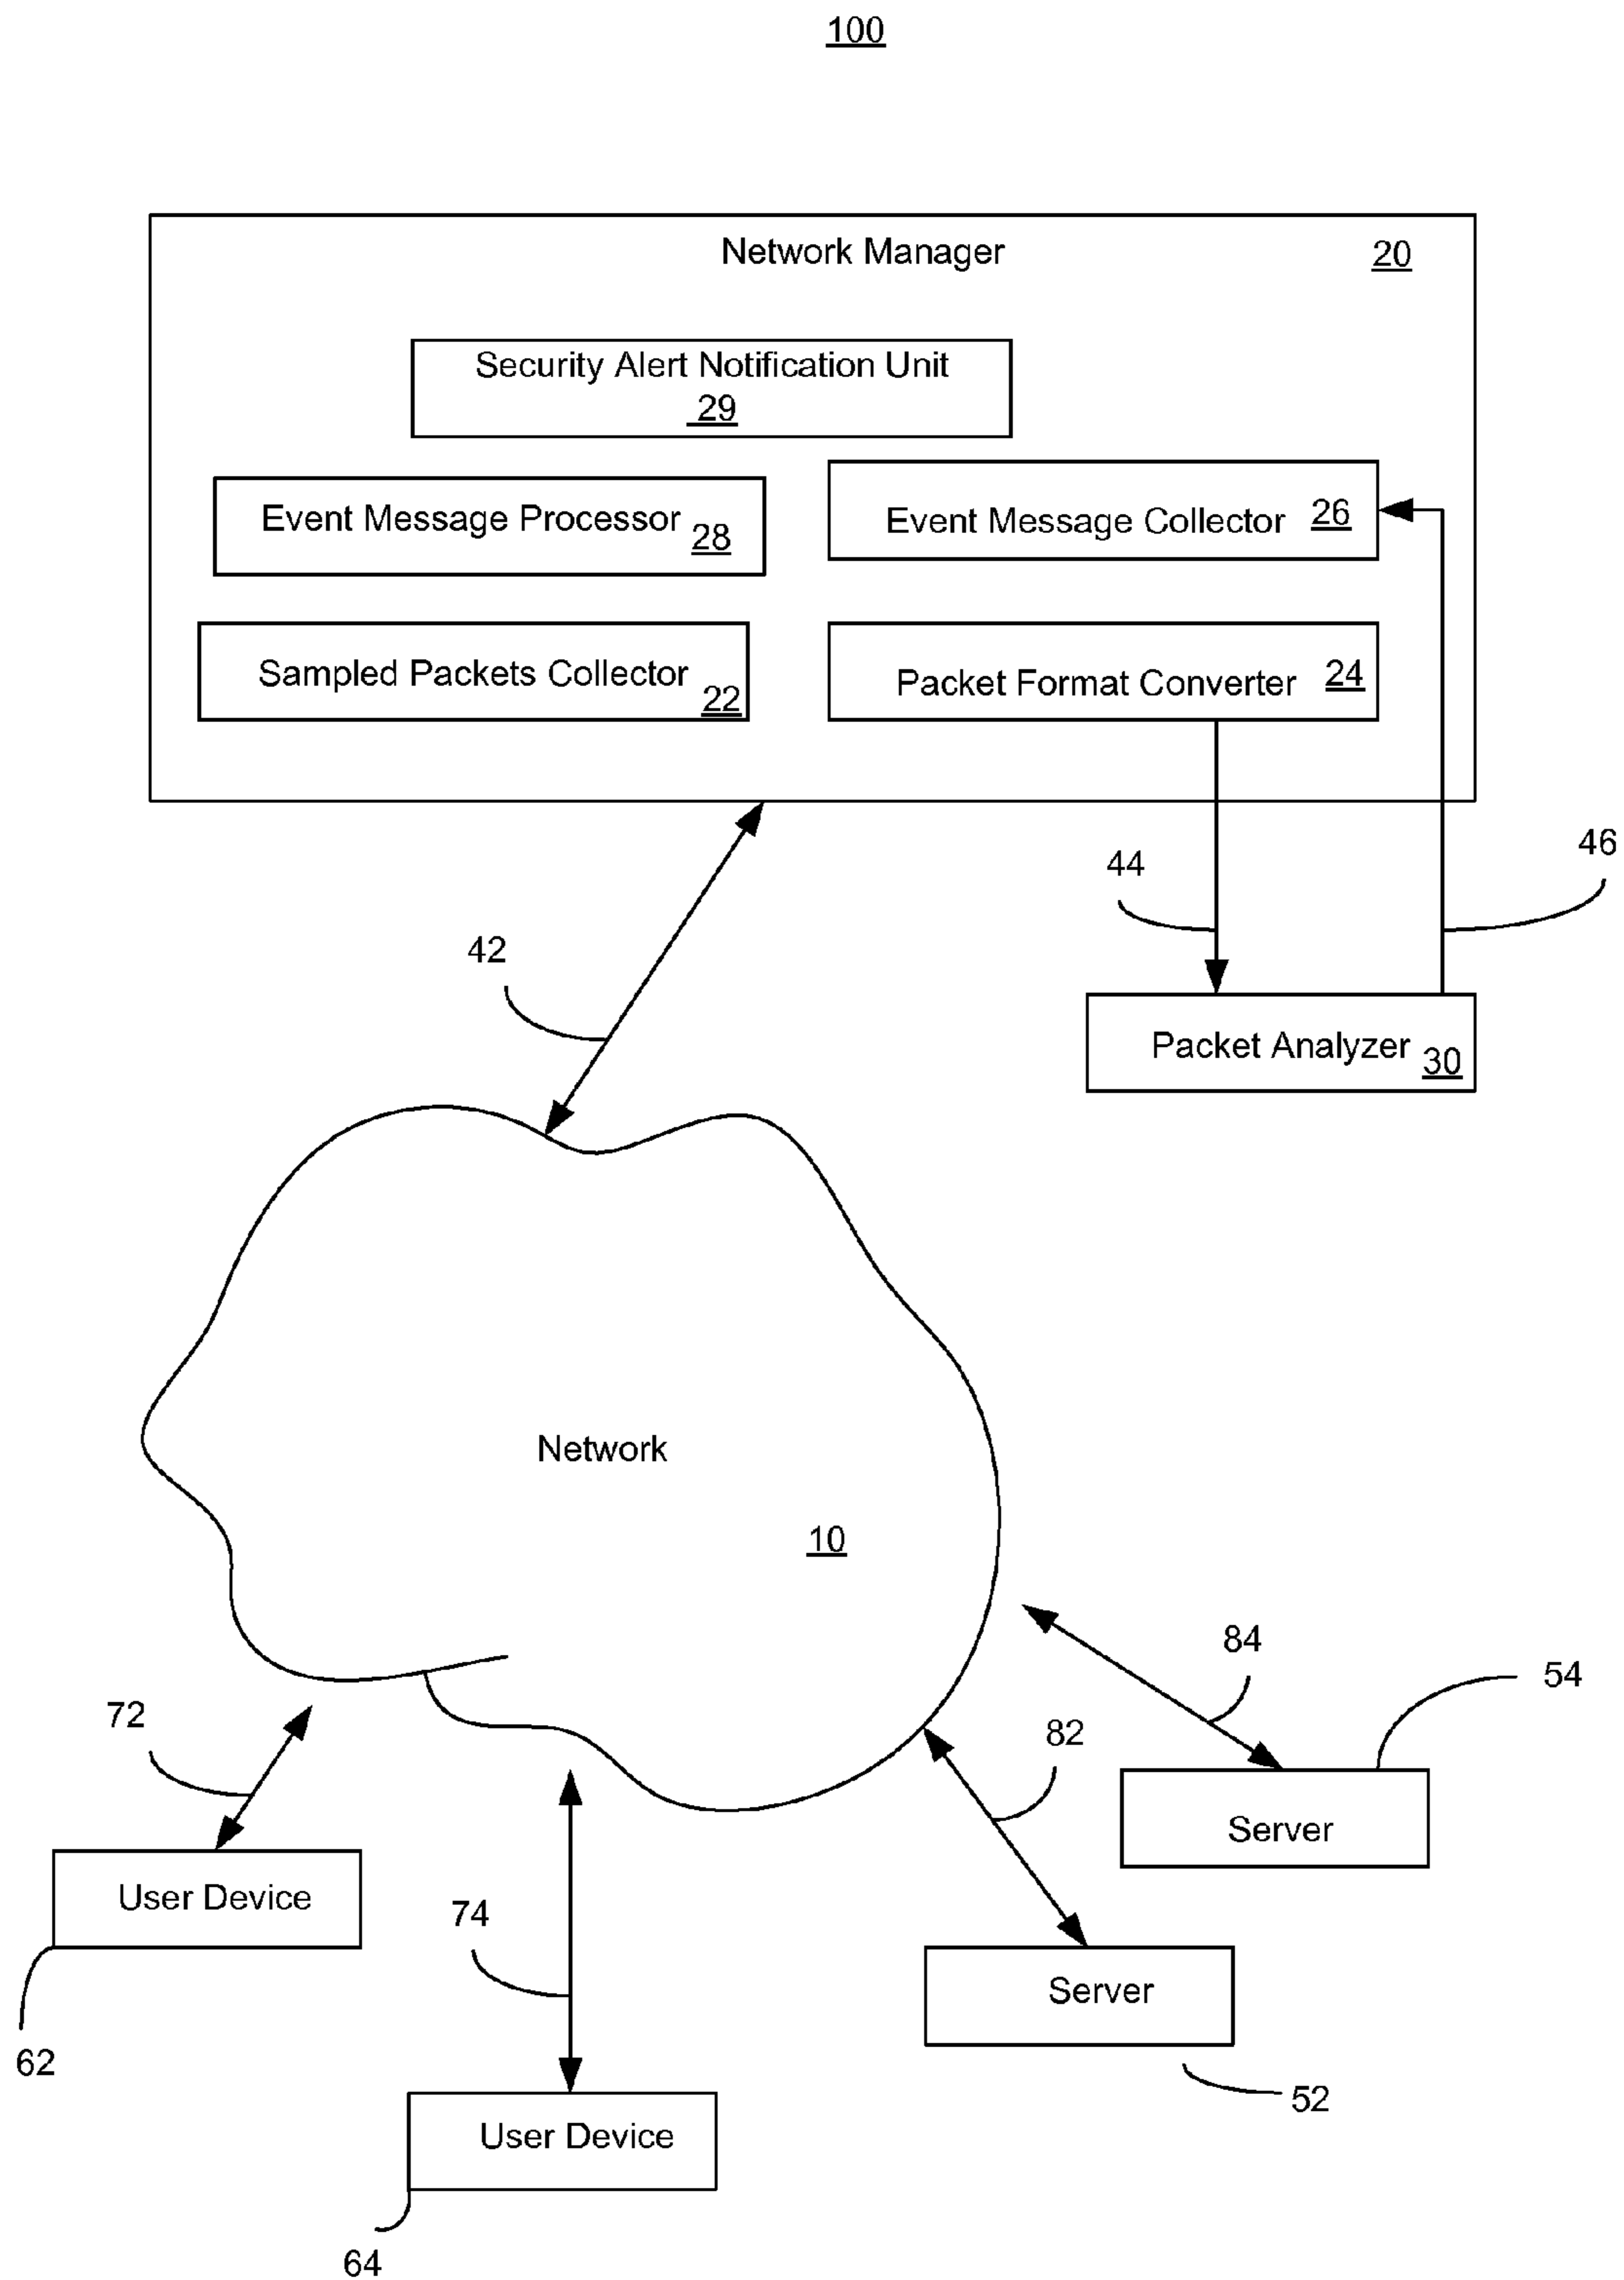 100
Network Manager 20
Security Alert Notification Unit
29
Event Message Processor 28
Event Message Collector 26
Sampled Packets Collector 22
Packet Format Converter 24
44
46
42
Packet Analyzer 30
Network
10
84
54
72
82
Server
User Device
74
Server
62
52
User Device
64